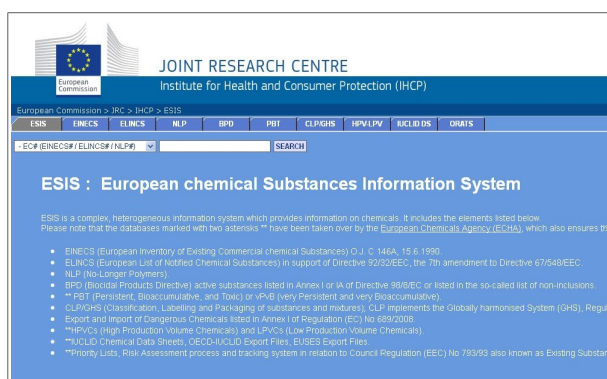 European
Commission
JOINT RESEARCH CENTRE
Institute for Health and Consumer Protection (IHCP)
European Commission > JRC > IHCP > ESIS
ESIS EINECS ELINCS NLP BPD PBT CLP/GHS HPV-LPV IUCLID DS ORATS
- EC# (EINECS# / ELINCS# / NLP#) SEARCH
ESIS : European chemical Substances Information System
ESIS is a complex, heterogeneous information system which provides information on chemicals. It includes the elements listed below.
Please note that the databases marked with two asterisks ** have been taken over by the European Chemicals Agency (ECHA), which also ensures th
EINECS (European Inventory of Existing Commercial chemical Substances) O.J. C 146A, 15.6.1990.
ELINCS (European List of Notified Chemical Substances) in support of Directive 92/32/EEC, the 7th amendment to Directive 67/548/EEC.
NLP (No-Longer Polymers).
BPD (Biocidal Products Directive) active substances listed in Annex I or IA of Directive 98/8/EC or listed in the so-called list of non-inclusions.
** PBT (Persistent, Bioaccumulative, and Toxic) or vPvB (very Persistent and very Bioaccumulative).
CLP/GHS (Classification, Labelling and Packaging of substances and mixtures), CLP implements the Globally harmonised System (GHS), Regul
Export and Import of Dangerous Chemicals listed in Annex I of Regulation (EC) No 689/2008.
**HPVCs (High Production Volume Chemicals) and LPVCs (Low Production Volume Chemicals).
**IUCLID Chemical Data Sheets, OECD-IUCLID Export Files, EUSES Export Files.
**Priority Lists, Risk Assessment process and tracking system in relation to Council Regulation (EEC) No 793/93 also known as Existing Substan